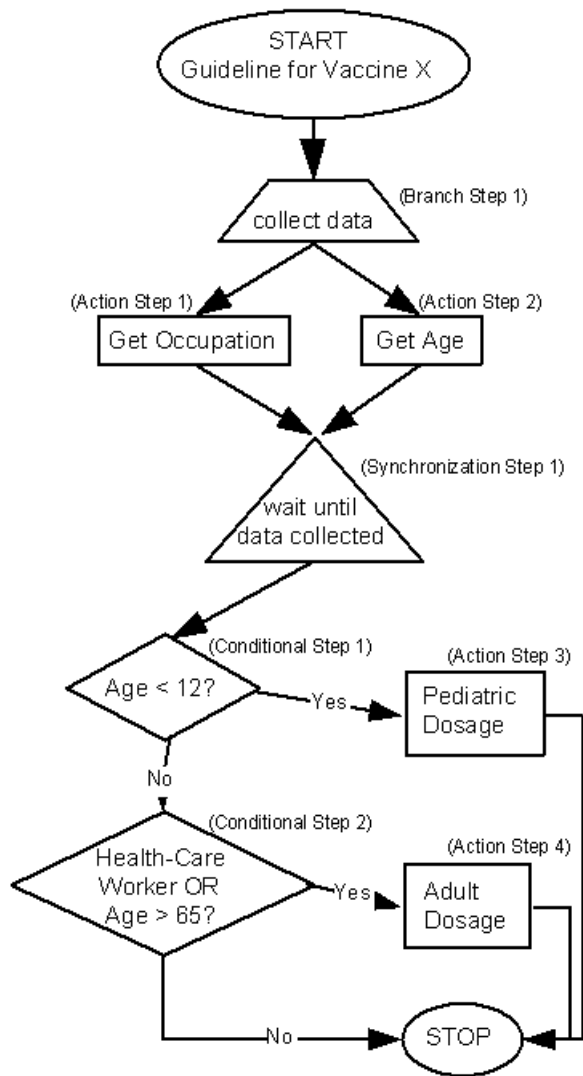 START
Guideline for Vaccine X
(Branch Step 1)
collect data
(Action Step 1)
(Action Step 2)
Get Occupation
Get Age
(Synchronization Step 1)
wait until
data collected
(Conditional Step 1)
(Action Step 3)
Age < 12?
Yes
Pediatric
Dosage
No
(Conditional Step 2)
(Action Step 4)
Health-Care
Worker OR
Age > 65?
Yes
Adult
Dosage
No
STOP